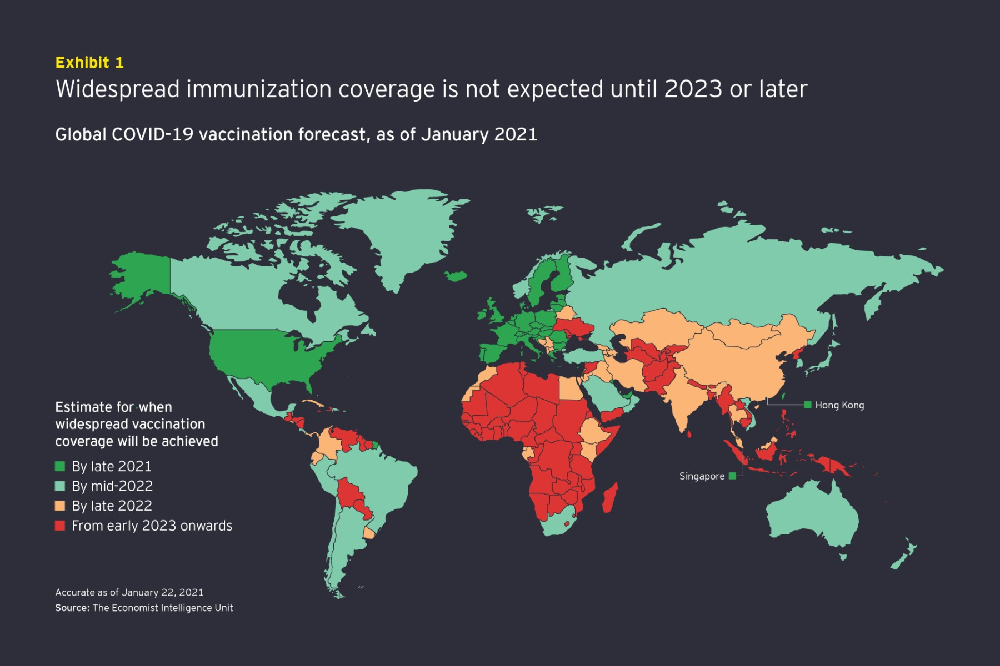 Exhibit 1
Widespread immunization coverage is not expected until 2023 or later
Global COVID-19 vaccination forecast, as of January 2021
Estimate for when
widespread vaccination
coverage will be achieved
By late 2021
By mid-2022
By late 2022
From early 2023 onwards
Hong Kong
Singapore
Accurate as of January 22, 2021
Source: The Economist Intelligence Unit